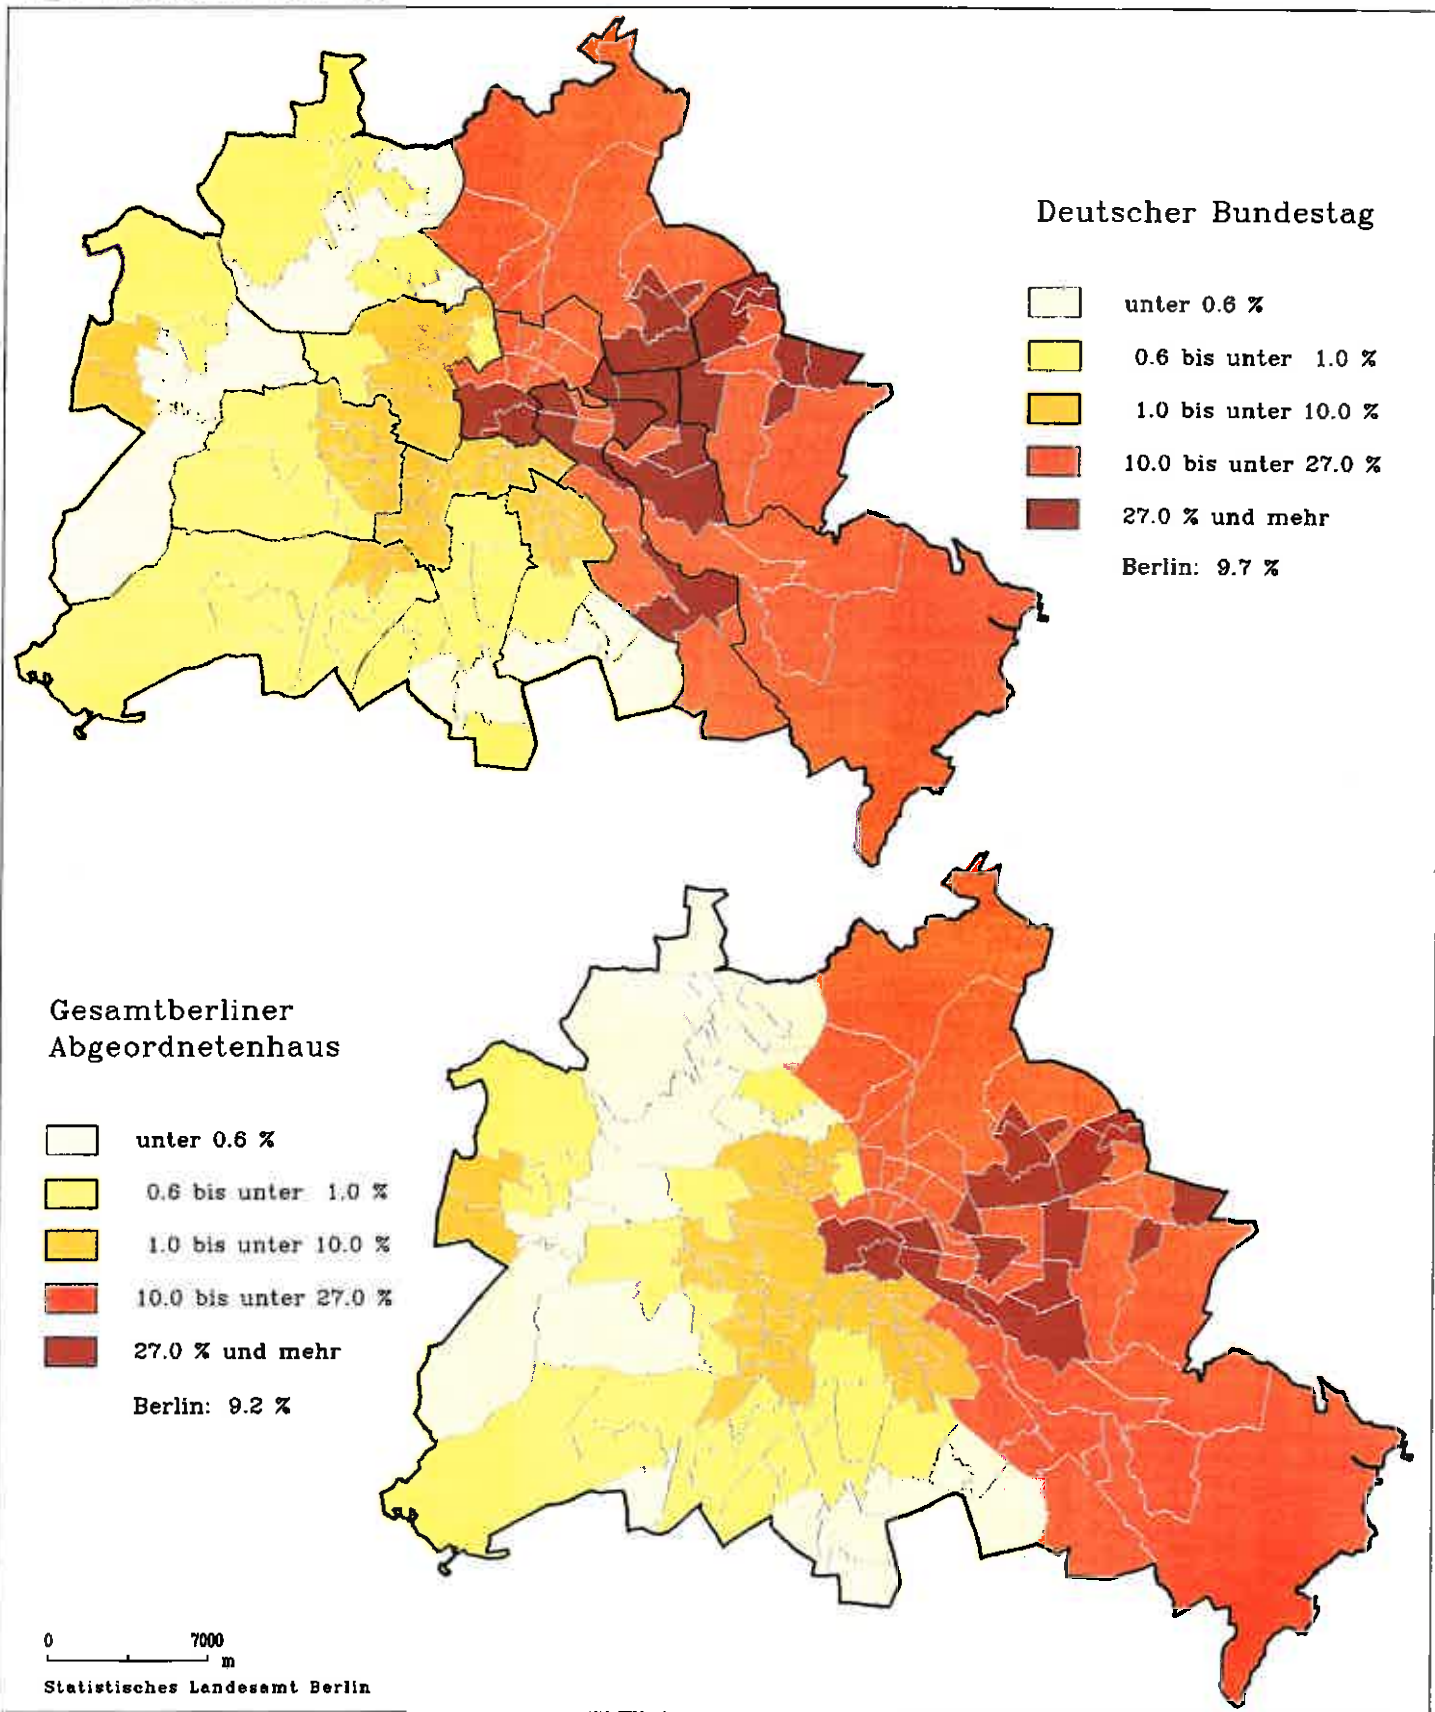 Deutscher Bundestag
unter 0.6 %
0.6 bis unter 1.0 %
1.0 bis unter 10.0 %
10.0 bis unter 27.0 %
27.0 % und mehr
Berlin: 9.7 %
Gesamtberliner
Abgeordnetenhaus
unter 0.6 %
0.6 bis unter 1.0 %
1.0 bis unter 10.0 %
10.0 bis unter 27.0 %
27.0 % und mehr
Berlin: 9.2 %
0 7000
m
Statistisches Landesamt Berlin